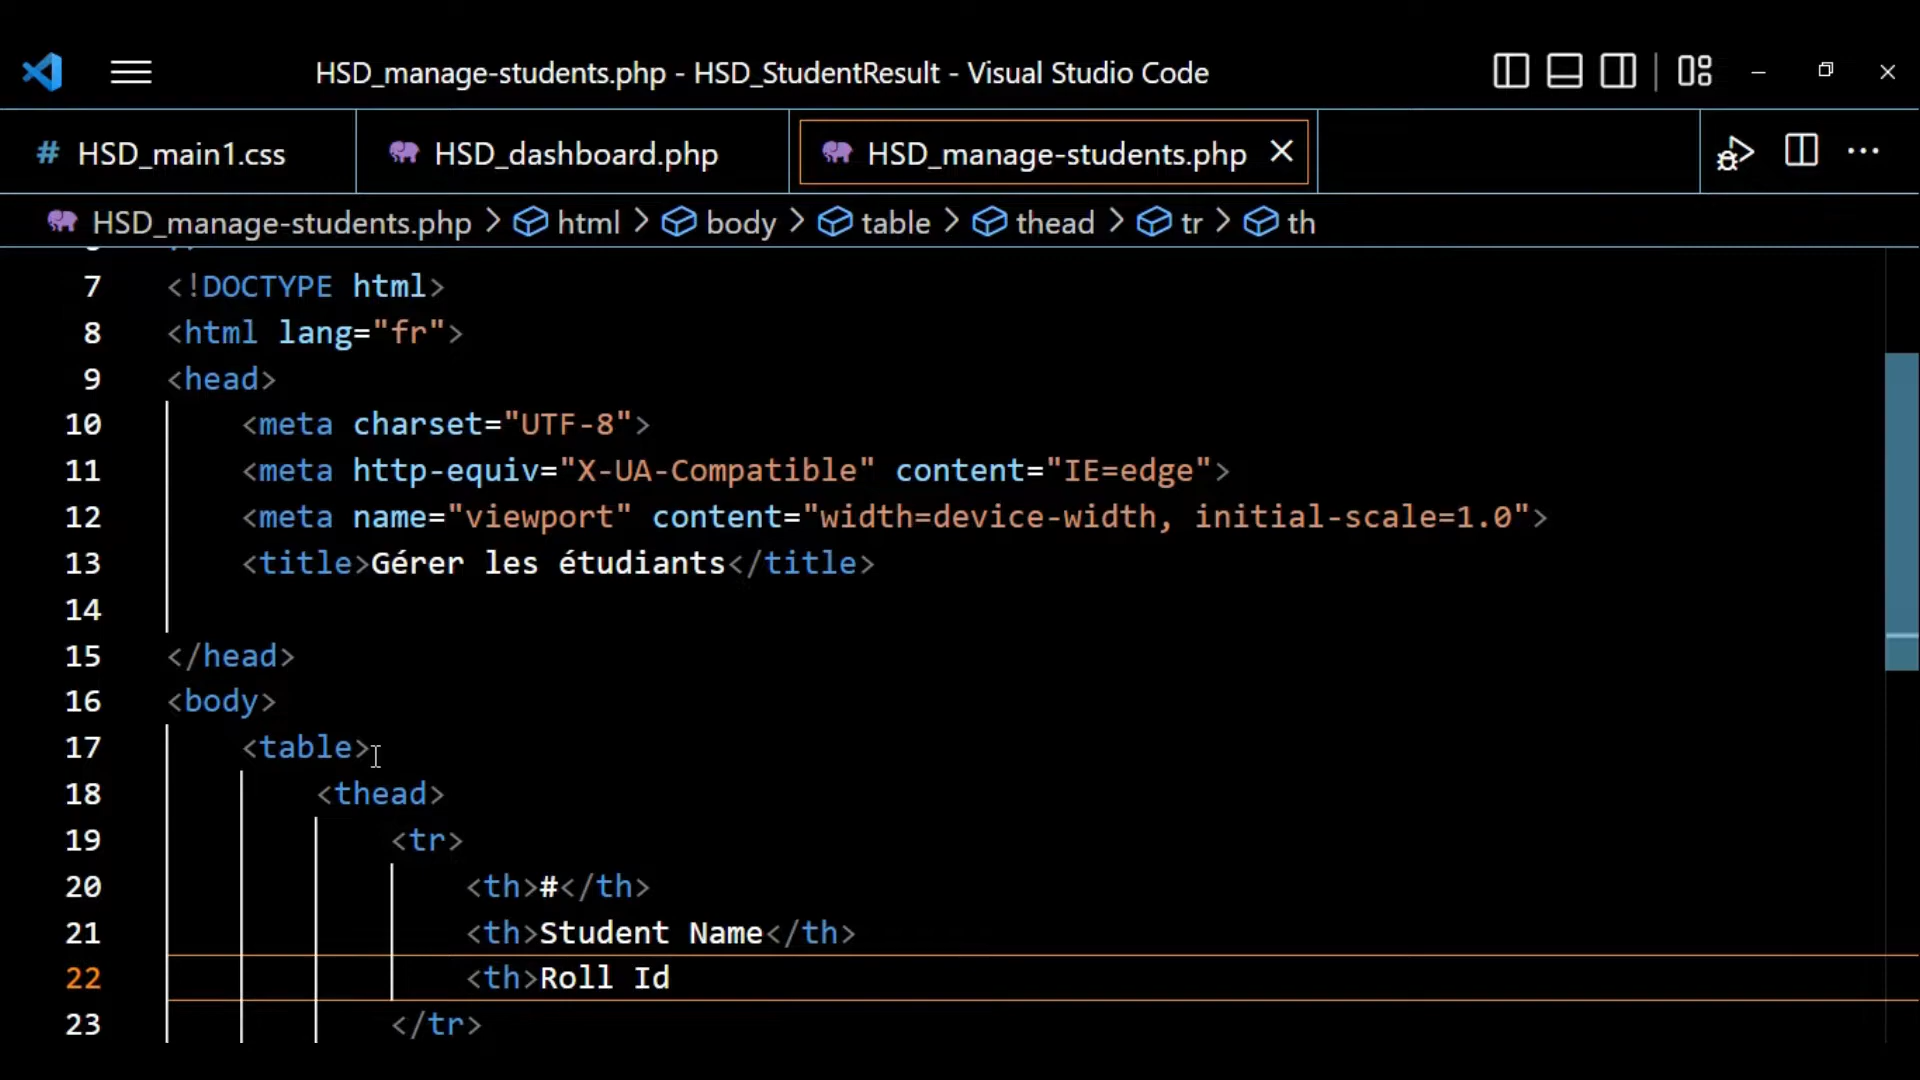 HSD_manage-students.php - HSD_StudentResult - Visual Studio Code
# HSD_main1.css
HSD_dashboard.php
HSD_manage-students.php
HSD_manage-students.php > html > body > table > thead > tr > th
7 <!DOCTYPE html>
8 <html lang="fr">
9 <head>
10 <meta charset="UTF-8">
11 <meta http-equiv="X-UA-Compatible" content="IE=edge">
12 <meta name="viewport" content="width=device-width, initial-scale=1.0">
13 <title>Gérer les étudiants</title>
14
15 </head>
16 <body>
17 <table>
18 <thead>
19 <tr>
20 <th>#</th>
21 <th>Student Name</th>
22 <th>Roll Id
23 </tr>